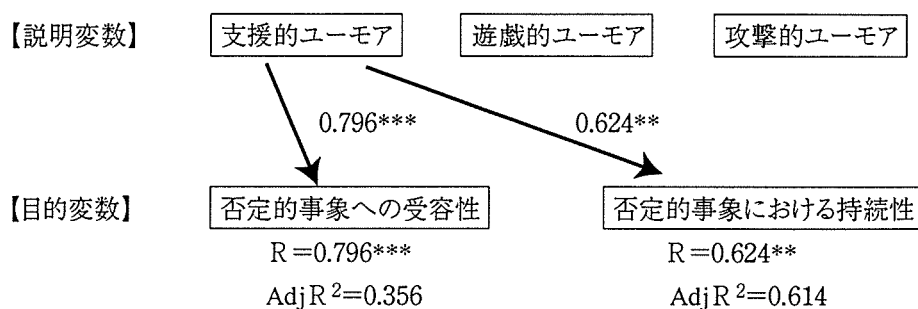 【説明変数】 支援的ユーモア 遊戯的ユーモア 攻撃的ユーモア
0.796*** 0.624**
【目的変数】 否定的事象への受容性 否定的事象における持続性
R=0.796*** R=0.624**
AdjR²=0.356 AdjR²=0.614